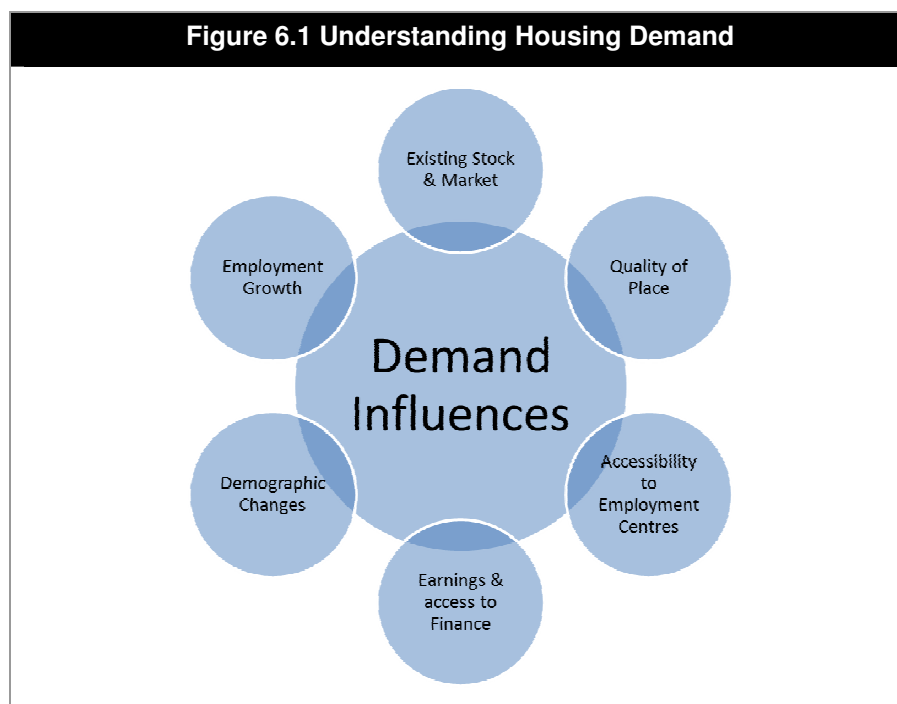 Figure 6.1 Understanding Housing Demand
Existing Stock
& Market
Quality of
Place
Accessibility
to
Employment
Centres
Earnings &
access to
Finance
Demographic
Changes
Employment
Growth
Demand
Influences